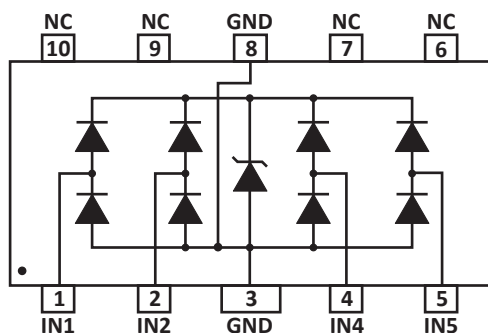 NC NC GND NC NC
10 9 8 7 6
1 2 3 4 5
IN1 IN2 GND IN4 IN5